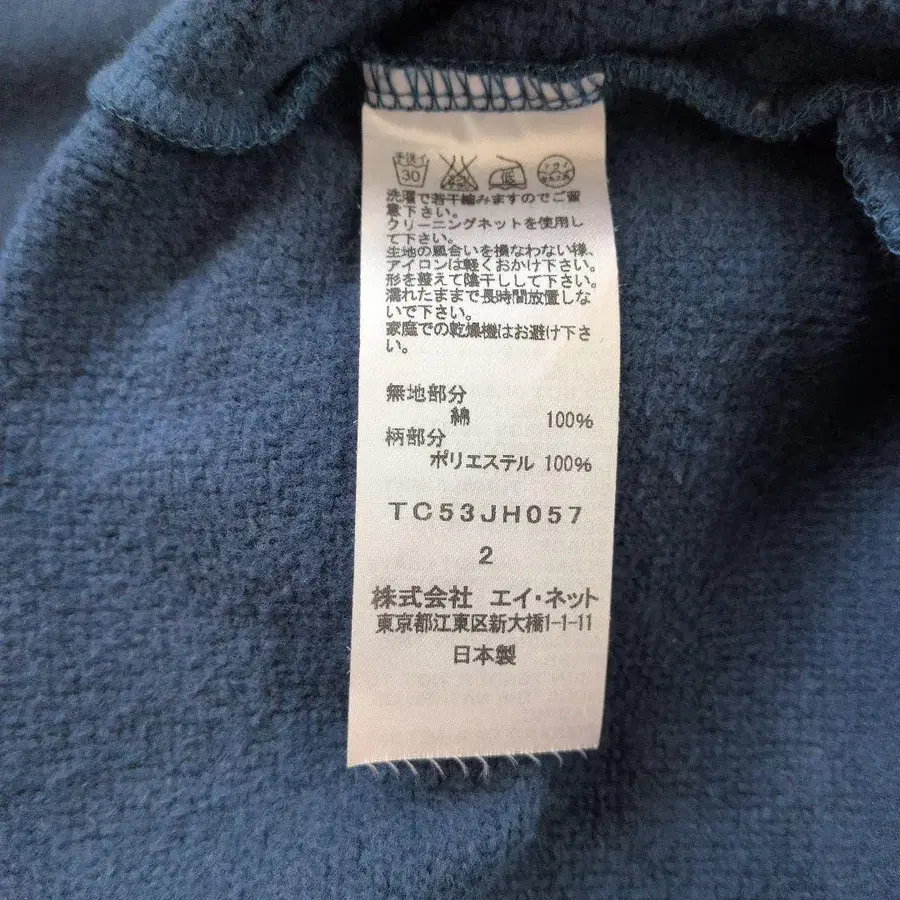 手洗イ
30
低
洗濯で若干縮みますのでご留
意下さい。
クリーニングネットを使用し
て下さい。
生地の風合いを損なわない様、
アイロンは軽くおかけ下さい。
形を整えて陰干しして下さい。
濡れたままで長時間放置しな
いで下さい。
家庭での乾燥機はお避け下さ
い。
無地部分
綿 100%
柄部分
ポリエステル 100%
TC53JH057
2
株式会社 エイ・ネット
東京都江東区新大橋1-1-11
日本製